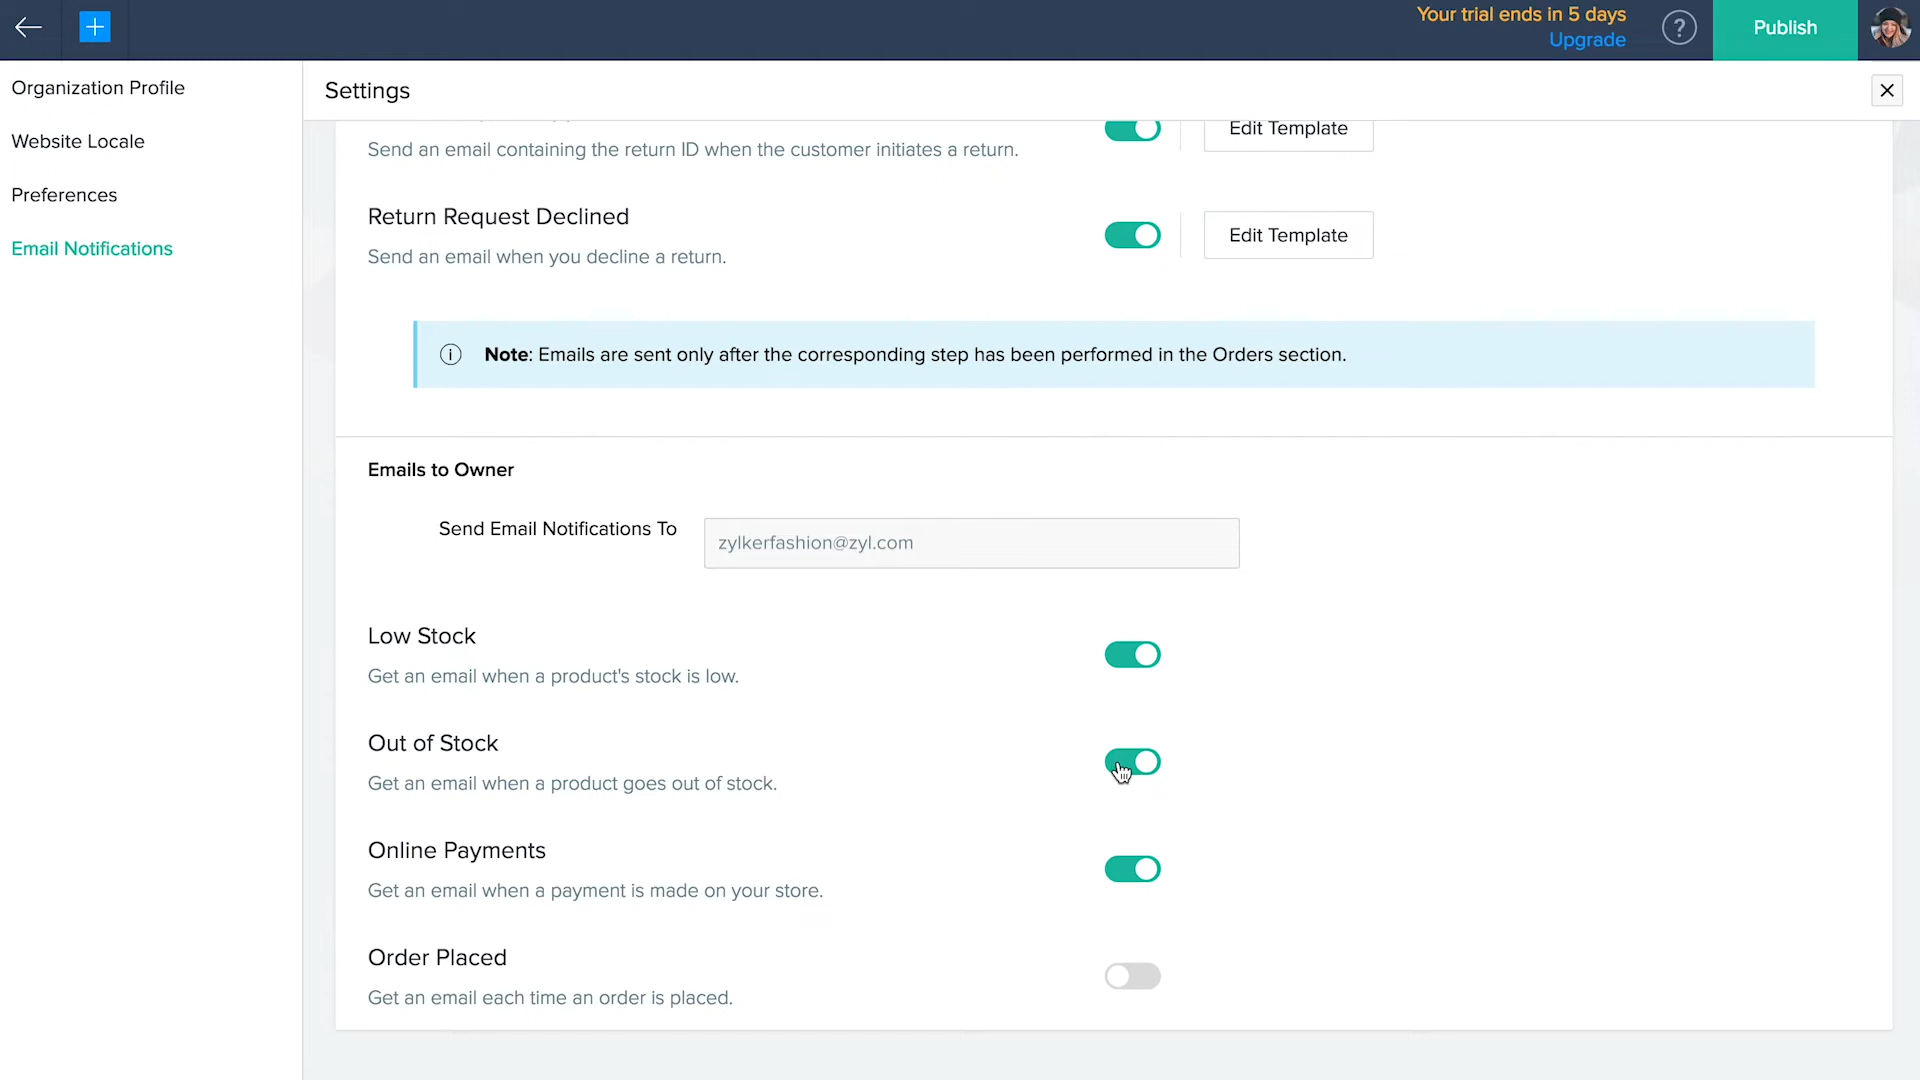 Your trial ends in 5 days
Upgrade
?
Publish
Organization Profile
Website Locale
Preferences
Email Notifications
Settings
Send an email containing the return ID when the customer initiates a return.
Edit Template
Return Request Declined
Send an email when you decline a return.
Edit Template
Note: Emails are sent only after the corresponding step has been performed in the Orders section.
Emails to Owner
Send Email Notifications To
zylkerfashion@zyl.com
Low Stock
Get an email when a product's stock is low.
Out of Stock
Get an email when a product goes out of stock.
Online Payments
Get an email when a payment is made on your store.
Order Placed
Get an email each time an order is placed.